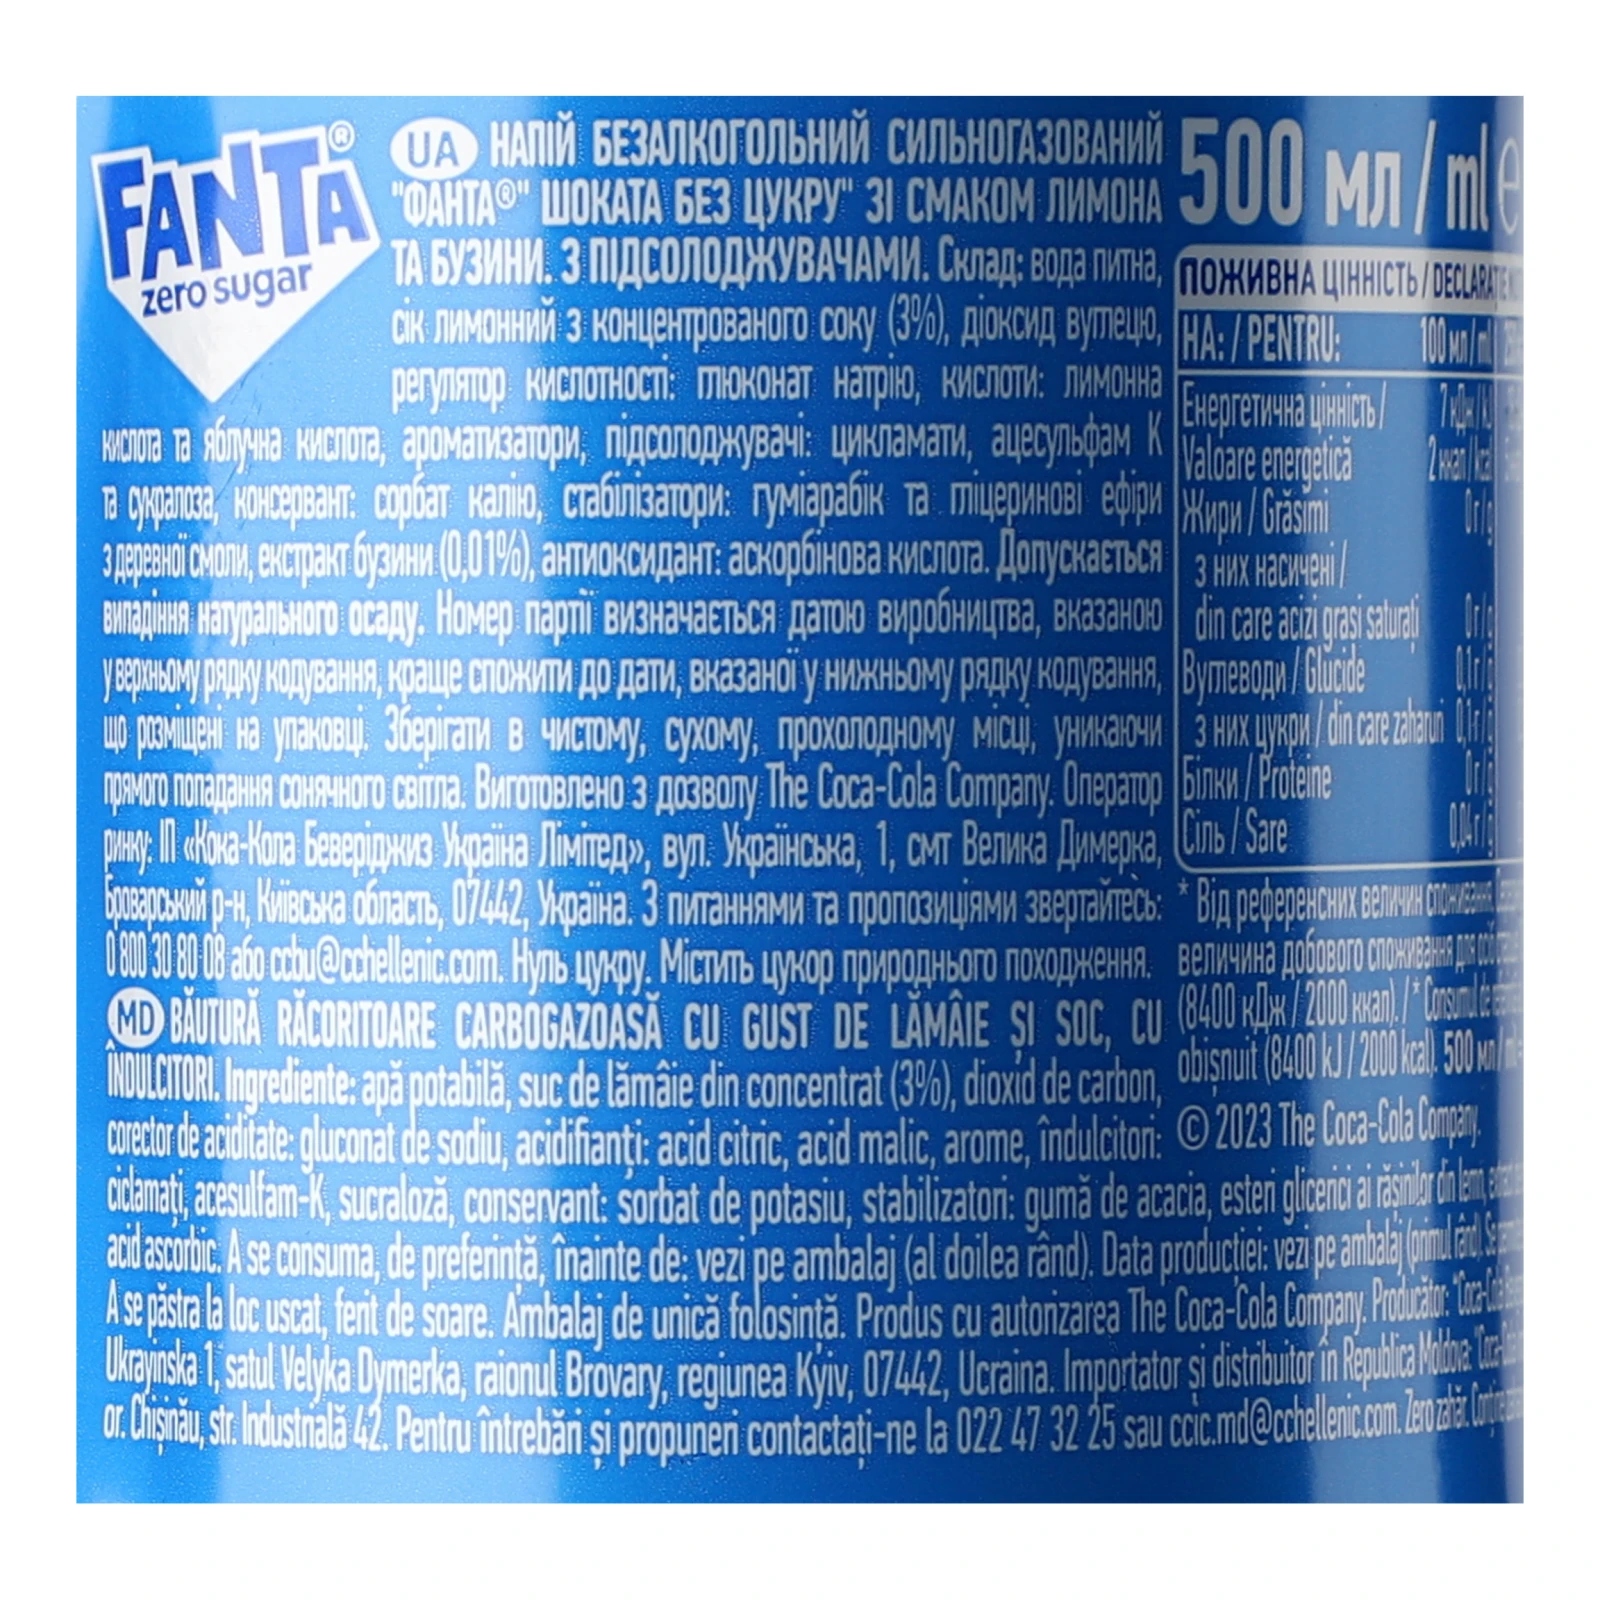 FANTA®
zero sugar
UA НАПІЙ БЕЗАЛКОГОЛЬНИЙ СИЛЬНОГАЗОВАНИЙ
"ФАНТА®" ШОКАТА БЕЗ ЦУКРУ" ЗІ СМАКОМ ЛИМОНА
ТА БУЗИНИ. З ПІДСОЛОДЖУВАЧАМИ. Склад: вода питна,
сік лимонний з концентрованого соку (3%), діоксид вуглецю,
регулятор кислотності: глюконат натрію, кислоти: лимонна
кислота та яблучна кислота, ароматизатори, підсолоджувачі: цикламати, ацесульфам К
та сукралоза, консервант: сорбат калію, стабілізатори: гуміарабік та гліцеринові ефіри
з деревної смоли, екстракт бузини (0,01%), антиоксидант: аскорбінова кислота. Допускається
випадіння натурального осаду. Номер партії визначається датою виробництва, вказаною
у верхньому рядку кодування, краще спожити до дати, вказаної у нижньому рядку кодування,
що розміщені на упаковці. Зберігати в чистому, сухому, прохолодному місці, уникаючи
прямого попадання сонячного світла. Виготовлено з дозволу The Coca-Cola Company. Оператор
ринку: ІП «Кока-Кола Беверіджиз Україна Лімітед», вул. Українська, 1, смт Велика Димерка,
Броварський р-н, Київська область, 07442, Україна. З питаннями та пропозиціями звертайтесь:
0 800 30 80 08 або ccbu@cchellenic.com. Нуль цукру. Містить цукор природнього походження.
500 мл / ml e
ПОЖИВНА ЦІННІСТЬ /
НА: / PENTRU: 100 мл / ml
Енергетична цінність / 7 кДж / kJ
Valoare energetică 2 ккал / kcal
Жири / Grăsimi 0 г / g
з них насичені /
din care acizi grași saturați 0 г / g
Вуглеводи / Glucide 0,1 г / g
з них цукри / din care zaharuri 0,1 г / g
Білки / Proteine 0 г / g
Сіль / Sare 0,04 г / g
* Від референсних величин споживання.
величина добового споживання для
(8400 кДж / 2000 ккал). / * Consumul de
obișnuit (8400 kJ / 2000 kcal). 500 мл / ml
© 2023 The Coca-Cola Company.
MD BĂUTURĂ RĂCORITOARE CARBOGAZOASĂ CU GUST DE LĂMÂIE ȘI SOC, CU
ÎNDULCITORI. Ingrediente: apă potabilă, suc de lămâie din concentrat (3%), dioxid de carbon,
corector de aciditate: gluconat de sodiu, acidifianți: acid citric, acid malic, arome, îndulcitori:
ciclamați, acesulfam-K, sucraloză, conservant: sorbat de potasiu, stabilizatori: gumă de acacia, esteri glicerici ai rășinilor din lemn,
acid ascorbic. A se consuma, de preferință, înainte de: vezi pe ambalaj (al doilea rând). Data producției: vezi pe ambalaj (primul rând). Se
A se păstra la loc uscat, ferit de soare. Ambalaj de unică folosință. Produs cu autorizarea The Coca-Cola Company. Producător: "Coca-Cola
Ukrayinska 1, satul Velyka Dymerka, raionul Brovary, regiunea Kyiv, 07442, Ucraina. Importator și distribuitor în Republica Moldova: "Coca-Cola
or. Chișinău, str. Industrială 42. Pentru întrebări și propuneri contactați-ne la 022 47 32 25 sau ccic.md@cchellenic.com. Zero zahăr. Conține